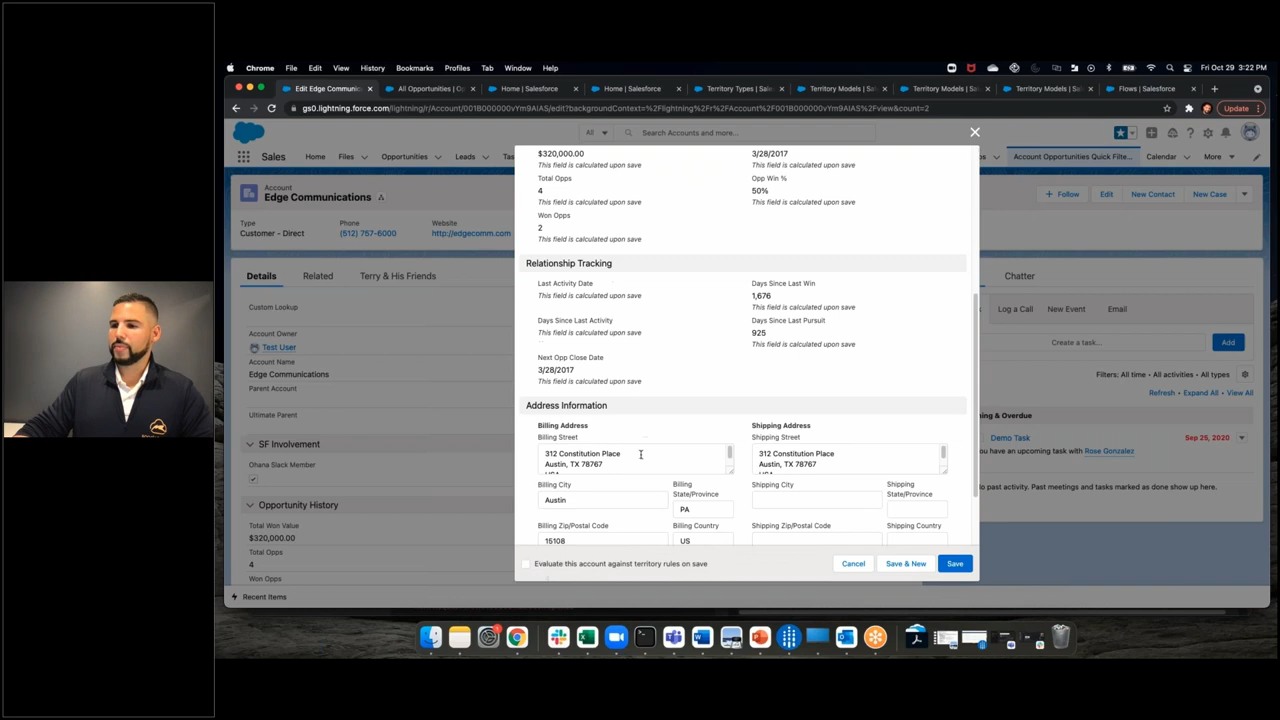 Chrome File Edit View History Bookmarks Profiles Tab Window Help
Fri Oct 29 3:22 PM
Edit Edge Communic
All Opportunities | O
Home | Salesforce
Home | Salesforce
Territory Types | Sa
Territory Models | S
Territory Models | Sa
Territory Models | Sa
Flows | Salesforce
gs0.lightning.force.com/lightning/r/Account/001B000000vYm9AIAS/edit?backgroundContext=%2Flightning%2Fr%2FAccount%2F001B000000vYm9AIAS%2Fview&count=2
Update
All
Search Accounts and more...
Sales
Home
Files
Opportunities
Leads
Account Opportunities Quick Filte...
Calendar
More
Account
Edge Communications
Follow
Edit
New Contact
New Case
Type
Customer - Direct
Phone
(512) 757-6000
Website
http://edgecomm.com
Details
Related
Terry & His Friends
Custom Lookup
Account Owner
Test User
Account Name
Edge Communications
Parent Account
Ultimate Parent
SF Involvement
Ohana Slack Member
Opportunity History
Total Won Value
$320,000.00
Total Opps
4
Won Opps
$320,000.00
This field is calculated upon save
3/28/2017
This field is calculated upon save
Total Opps
4
This field is calculated upon save
Opp Win %
50%
This field is calculated upon save
Won Opps
2
This field is calculated upon save
Relationship Tracking
Last Activity Date
This field is calculated upon save
Days Since Last Win
1,676
This field is calculated upon save
Days Since Last Activity
This field is calculated upon save
Days Since Last Pursuit
925
This field is calculated upon save
Next Opp Close Date
3/28/2017
This field is calculated upon save
Address Information
Billing Address
Billing Street
312 Constitution Place
Austin, TX 78767
Shipping Address
Shipping Street
312 Constitution Place
Austin, TX 78767
Billing City
Austin
Billing State/Province
PA
Shipping City
Shipping State/Province
Billing Zip/Postal Code
15108
Billing Country
US
Shipping Zip/Postal Code
Shipping Country
Evaluate this account against territory rules on save
Cancel
Save & New
Save
Chatter
Log a Call
New Event
Email
Create a task...
Add
Filters: All time • All activities • All types
Refresh • Expand All • View All
ng & Overdue
Demo Task
Sep 25, 2020
ou have an upcoming task with Rose Gonzalez
No past activity. Past meetings and tasks marked as done show up here.
Recent Items